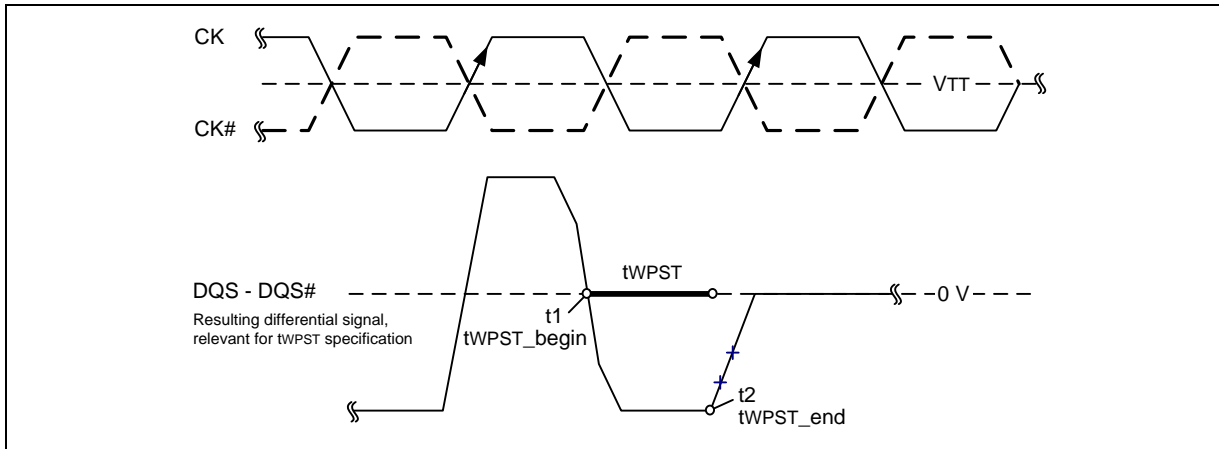 CK
VTT
CK#
tWPST
DQS - DQS#
0 V
Resulting differential signal,
relevant for tWPST specification
t1
tWPST_begin
t2
tWPST_end